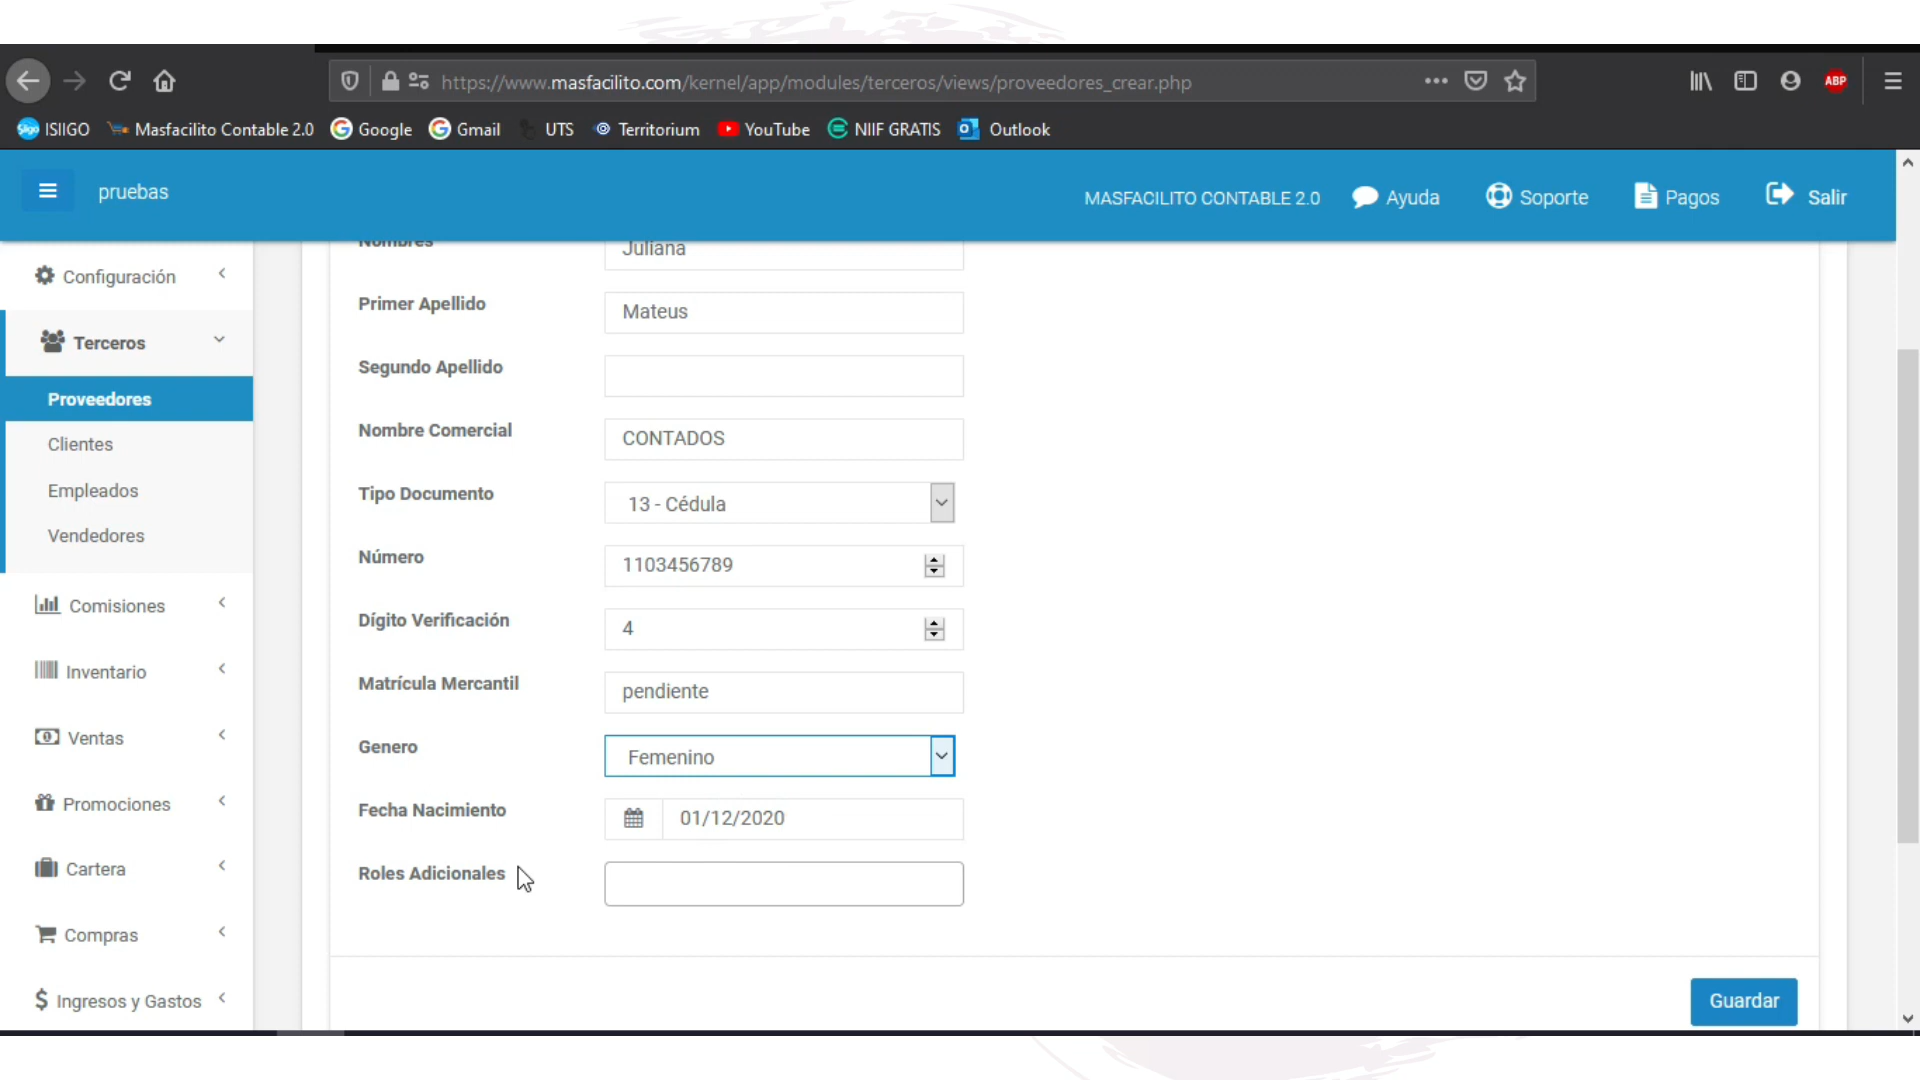 https://www.masfacilito.com/kernel/app/modules/terceros/views/proveedores_crear.php
ABP
ISIIGO
Masfacilito Contable 2.0
Google
Gmail
UTS
Territorium
YouTube
NIIF GRATIS
Outlook
pruebas
MASFACILITO CONTABLE 2.0
Ayuda
Soporte
Pagos
Salir
Configuración
Terceros
Proveedores
Clientes
Empleados
Vendedores
Comisiones
Inventario
Ventas
Promociones
Cartera
Compras
Ingresos y Gastos
Nombres
Juliana
Primer Apellido
Mateus
Segundo Apellido
Nombre Comercial
CONTADOS
Tipo Documento
13 - Cédula
Número
1103456789
Dígito Verificación
4
Matrícula Mercantil
pendiente
Genero
Femenino
Fecha Nacimiento
01/12/2020
Roles Adicionales
Guardar